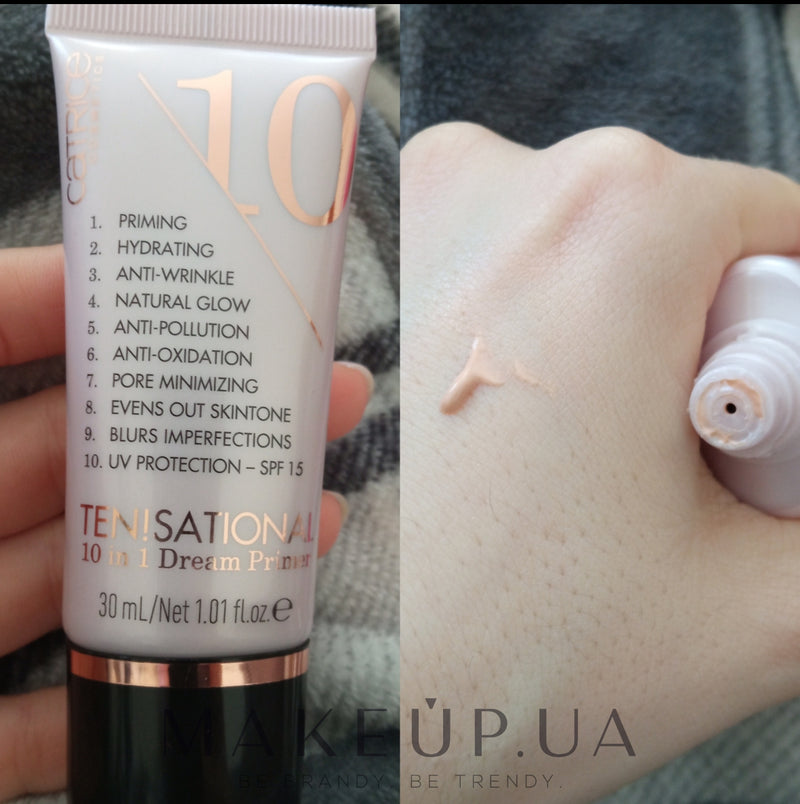 CATRICE
COSMETICS
10
1. PRIMING
2. HYDRATING
3. ANTI-WRINKLE
4. NATURAL GLOW
5. ANTI-POLLUTION
6. ANTI-OXIDATION
7. PORE MINIMIZING
8. EVENS OUT SKINTONE
9. BLURS IMPERFECTIONS
10. UV PROTECTION – SPF 15
TEN!SATIONAL
10 in 1 Dream Primer
30 mL/Net 1.01 fl.oz.℮
MAKEUP.UA
BE BRANDY. BE TRENDY.